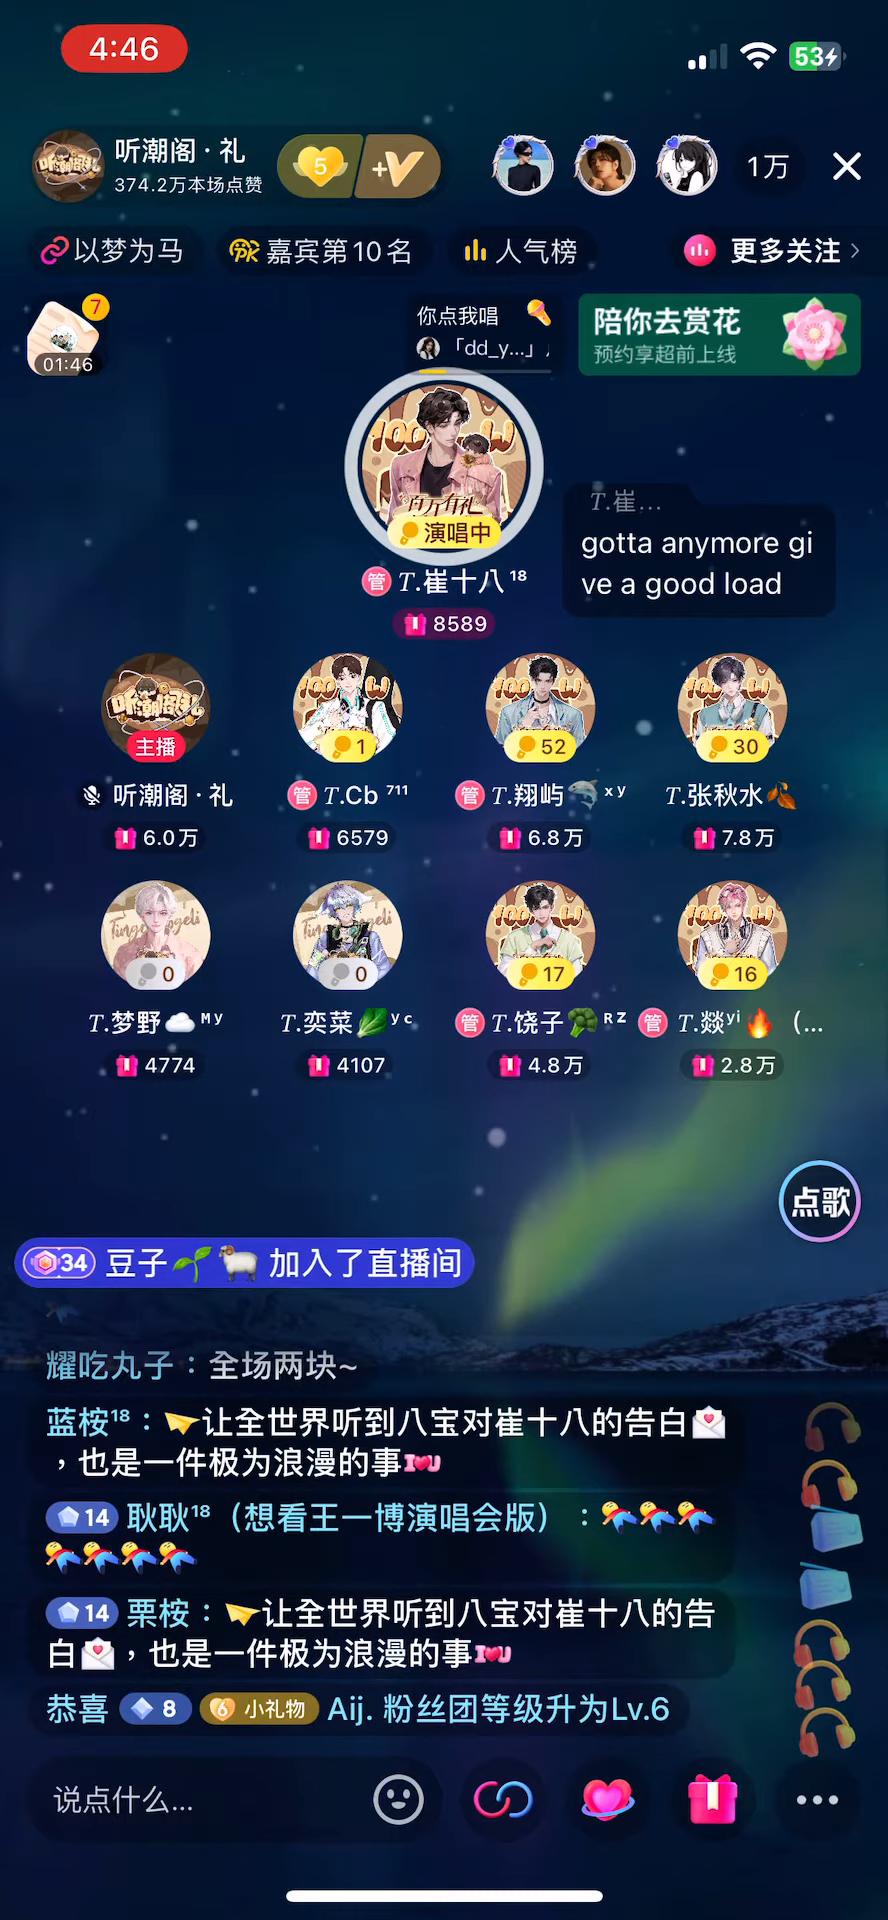 4:46
53
听潮阁·礼
374.2万本场点赞
5
+
1万
以梦为马
PK 嘉宾第10名
人气榜
更多关注
7
01:46
你点我唱
「dd_y...」
陪你去赏花
预约享超前上线
100 W
百万有礼
演唱中
管 T.崔十八 18
8589
T.崔...
gotta anymore gi
ve a good load
主播
1
52
30
听潮阁·礼
管 T.Cb 711
管 T.翔屿🐬 x y
T.张秋水🍂
6.0万
6579
6.8万
7.8万
0
0
17
16
T.梦野☁️ M y
T.奕菜🥬 y c
管 T.饶子🥦 R Z
管 T.燚yi🔥 (...
4774
4107
4.8万
2.8万
点歌
34 豆子🌱🐏 加入了直播间
耀吃丸子：全场两块~
蓝桉18：让全世界听到八宝对崔十八的告白💌
，也是一件极为浪漫的事I❤U
14 耿耿18（想看王一博演唱会版）：
14 栗桉：让全世界听到八宝对崔十八的告
白💌，也是一件极为浪漫的事I❤U
恭喜 8 6 小礼物 Aij. 粉丝团等级升为Lv.6
说点什么...